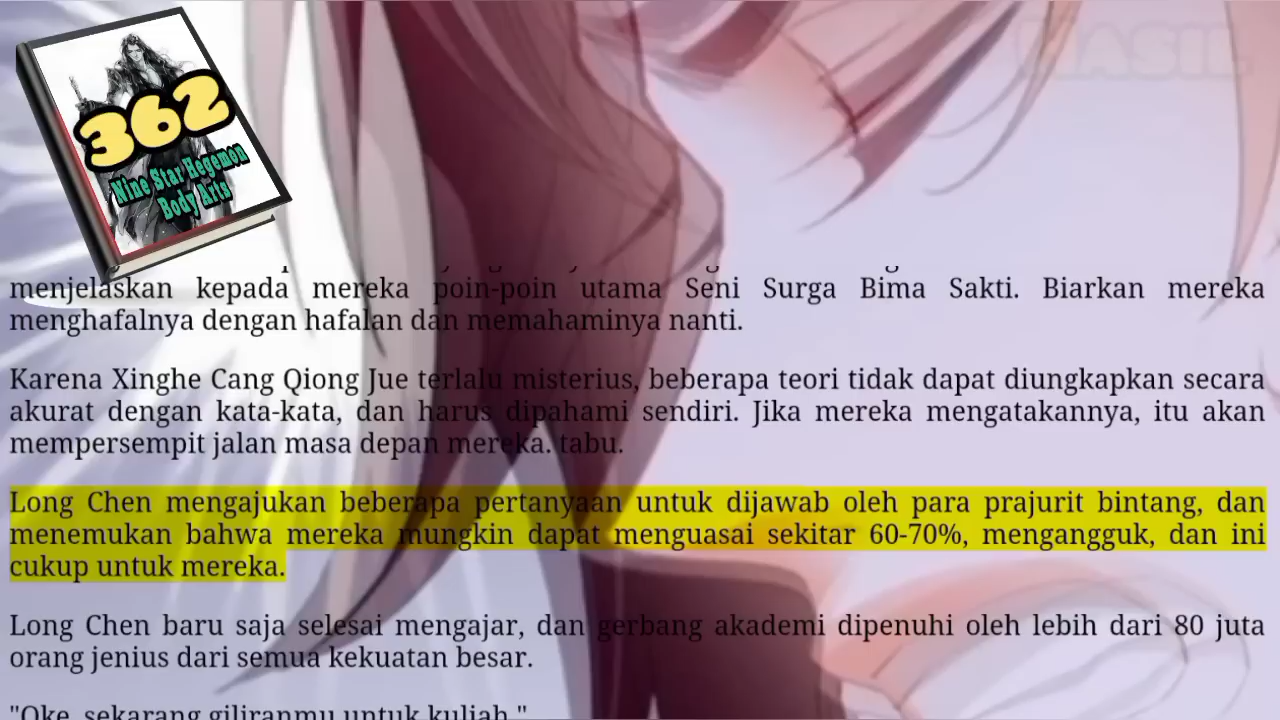 362
Nine Star Hegemon
Body Arts
menjelaskan kepada mereka poin-poin utama Seni Surga Bima Sakti. Biarkan mereka
menghafalnya dengan hafalan dan memahaminya nanti.
Karena Xinghe Cang Qiong Jue terlalu misterius, beberapa teori tidak dapat diungkapkan secara
akurat dengan kata-kata, dan harus dipahami sendiri. Jika mereka mengatakannya, itu akan
mempersempit jalan masa depan mereka. tabu.
Long Chen mengajukan beberapa pertanyaan untuk dijawab oleh para prajurit bintang, dan
menemukan bahwa mereka mungkin dapat menguasai sekitar 60-70%, mengangguk, dan ini
cukup untuk mereka.
Long Chen baru saja selesai mengajar, dan gerbang akademi dipenuhi oleh lebih dari 80 juta
orang jenius dari semua kekuatan besar.
"Oke, sekarang giliranmu untuk kuliah."